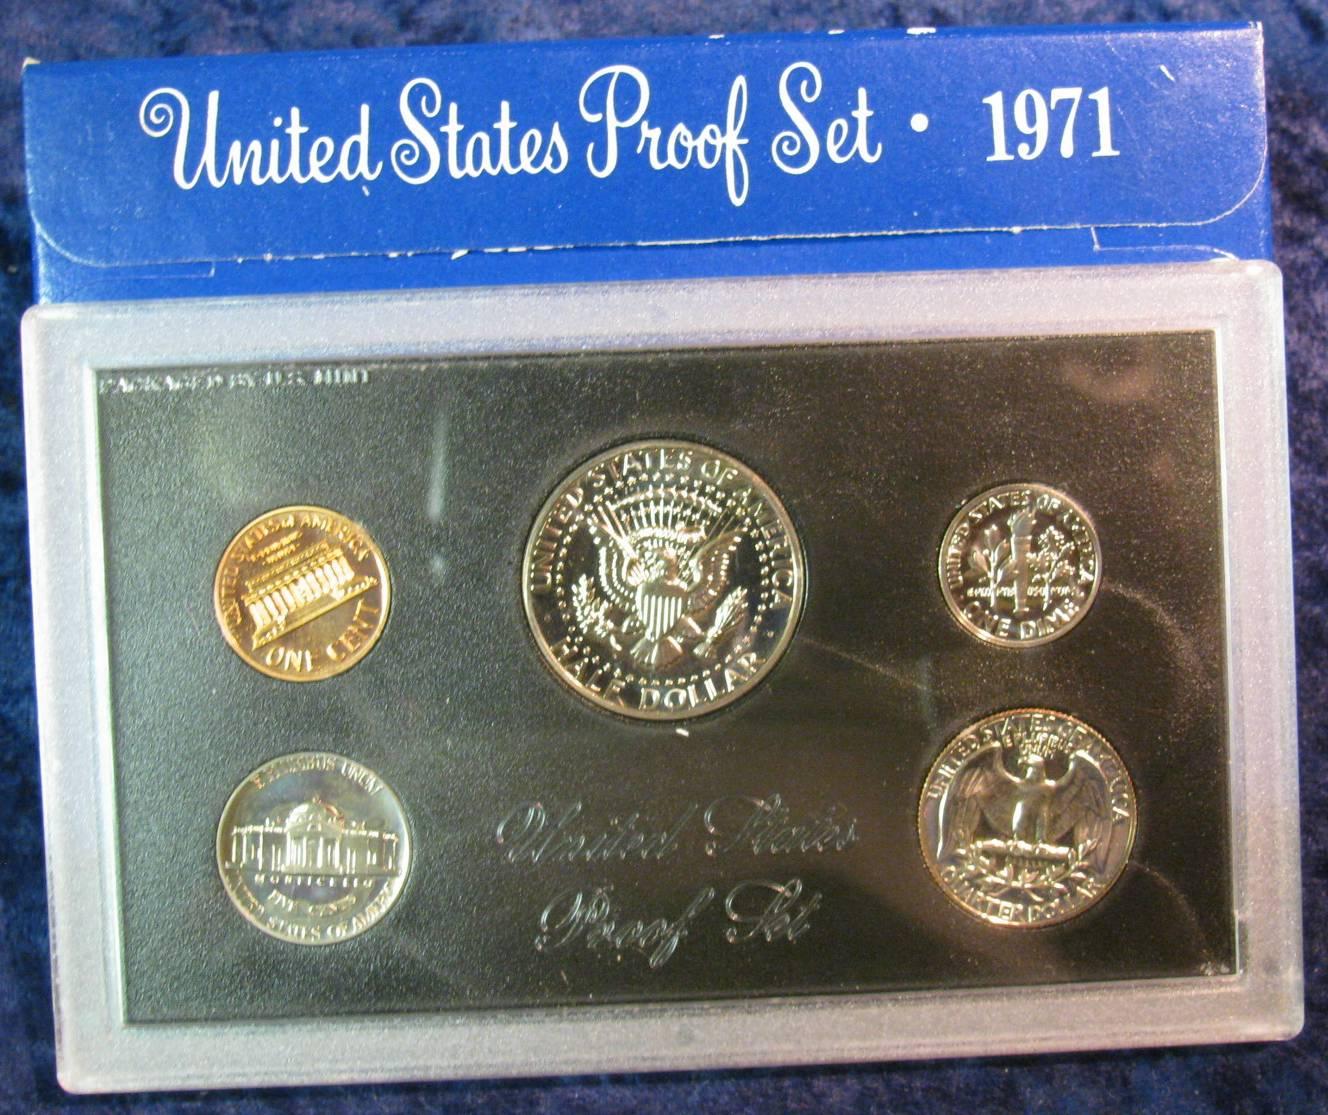 United States Proof Set • 1971
PACKAGED BY U.S. MINT
UNITED STATES OF AMERICA
ONE CENT
UNITED STATES OF AMERICA
HALF DOLLAR
UNITED STATES OF AMERICA
ONE DIME
E PLURIBUS UNUM
MONTICELLO
FIVE CENTS
UNITED STATES OF AMERICA
UNITED STATES OF AMERICA
QUARTER DOLLAR
United States
Proof Set